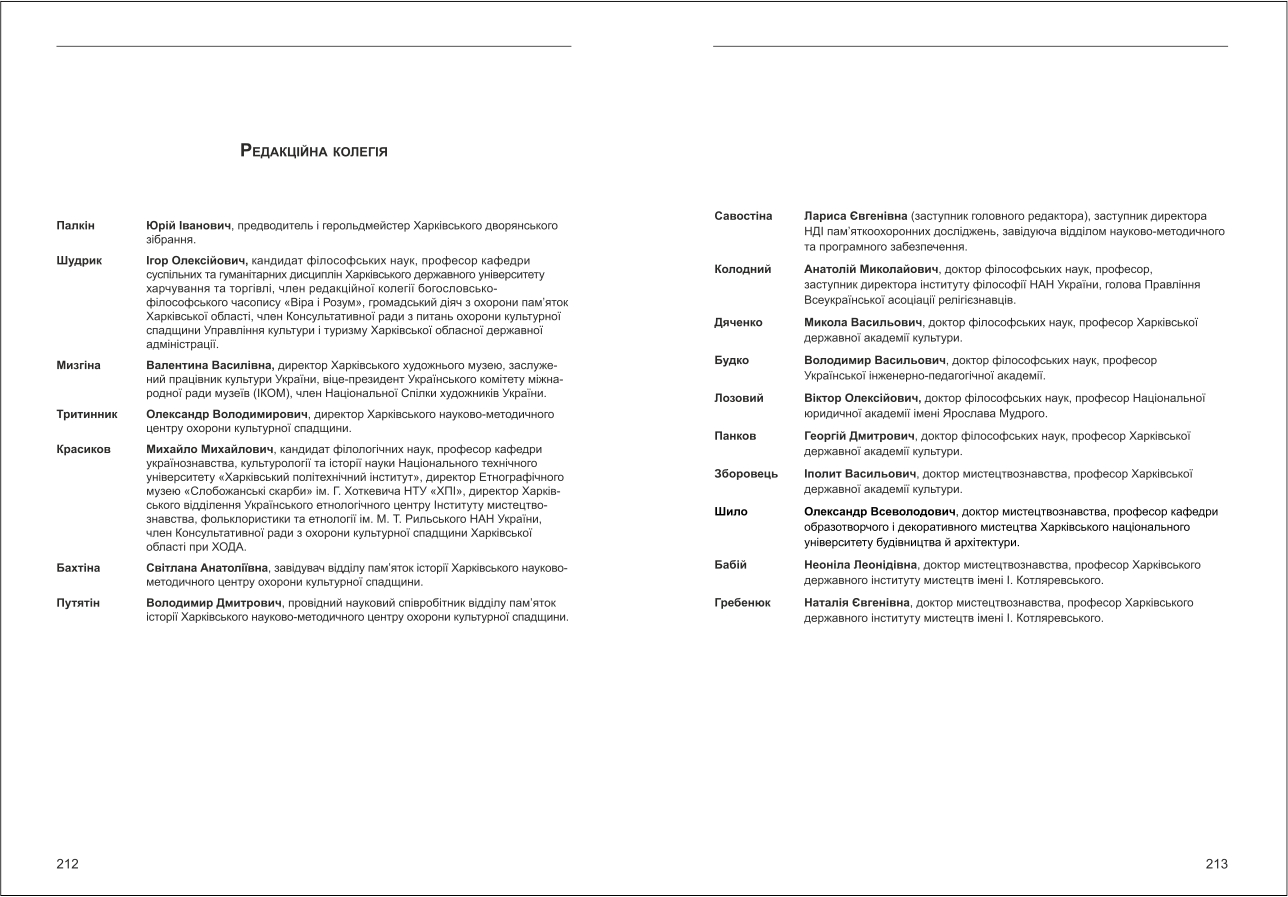 Редакційна колегія
Палкін Юрій Іванович, предводитель і герольдмейстер Харківського дворянського
зібрання.
Шудрик Ігор Олексійович, кандидат філософських наук, професор кафедри
суспільних та гуманітарних дисциплін Харківського державного університету
харчування та торгівлі, член редакційної колегії богословсько-
філософського часопису «Віра і Розум», громадський діяч з охорони пам’яток
Харківської області, член Консультативної ради з питань охорони культурної
спадщини Управління культури і туризму Харківської обласної державної
адміністрації.
Мизгіна Валентина Василівна, директор Харківського художнього музею, заслуже-
ний працівник культури України, віце-президент Українського комітету міжна-
родної ради музеїв (ІКОМ), член Національної Спілки художників України.
Тритинник Олександр Володимирович, директор Харківського науково-методичного
центру охорони культурної спадщини.
Красиков Михайло Михайлович, кандидат філологічних наук, професор кафедри
українознавства, культурології та історії науки Національного технічного
університету «Харківський політехнічний інститут», директор Етнографічного
музею «Слобожанські скарби» ім. Г. Хоткевича НТУ «ХПІ», директор Харків-
ського відділення Українського етнологічного центру Інституту мистецтво-
знавства, фольклористики та етнології ім. М. Т. Рильського НАН України,
член Консультативної ради з охорони культурної спадщини Харківської
області при ХОДА.
Бахтіна Світлана Анатоліївна, завідувач відділу пам’яток історії Харківського науково-
методичного центру охорони культурної спадщини.
Путятін Володимир Дмитрович, провідний науковий співробітник відділу пам’яток
історії Харківського науково-методичного центру охорони культурної спадщини.
212
Савостіна Лариса Євгенівна (заступник головного редактора), заступник директора
НДІ пам’яткоохоронних досліджень, завідуюча відділом науково-методичного
та програмного забезпечення.
Колодний Анатолій Миколайович, доктор філософських наук, професор,
заступник директора інституту філософії НАН України, голова Правління
Всеукраїнської асоціації релігієзнавців.
Дяченко Микола Васильович, доктор філософських наук, професор Харківської
державної академії культури.
Будко Володимир Васильович, доктор філософських наук, професор
Української інженерно-педагогічної академії.
Лозовий Віктор Олексійович, доктор філософських наук, професор Національної
юридичної академії імені Ярослава Мудрого.
Панков Георгій Дмитрович, доктор філософських наук, професор Харківської
державної академії культури.
Зборовець Іполит Васильович, доктор мистецтвознавства, професор Харківської
державної академії культури.
Шило Олександр Всеволодович, доктор мистецтвознавства, професор кафедри
образотворчого і декоративного мистецтва Харківського національного
університету будівництва й архітектури.
Бабій Неоніла Леонідівна, доктор мистецтвознавства, професор Харківського
державного інституту мистецтв імені І. Котляревського.
Гребенюк Наталія Євгенівна, доктор мистецтвознавства, професор Харківського
державного інституту мистецтв імені І. Котляревського.
213